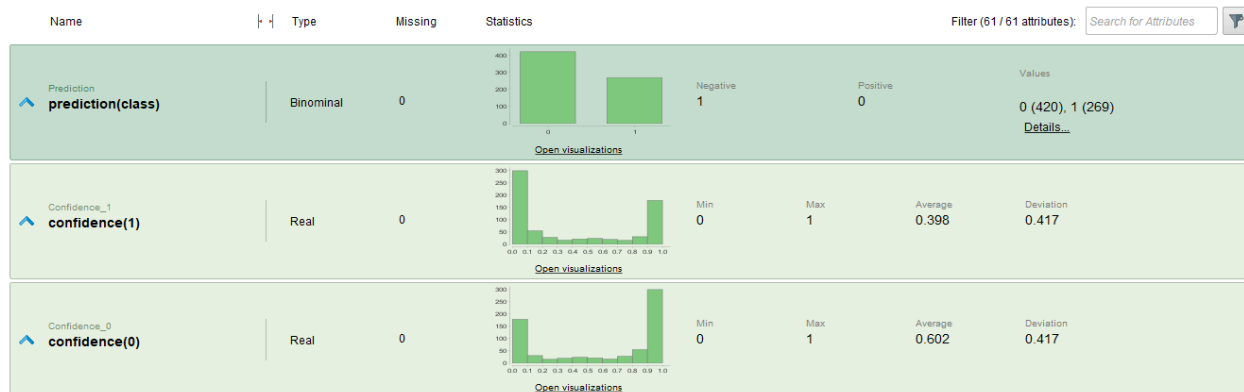 Name Type Missing Statistics Filter (61 / 61 attributes): Search for Attributes
Prediction
prediction(class)
Binominal
0
400
300
200
100
0
0 1
Open visualizations
Negative
1
Positive
0
Values
0 (420), 1 (269)
Details...
Confidence_1
confidence(1)
Real
0
300
250
200
150
100
50
0
0.0 0.1 0.2 0.3 0.4 0.5 0.6 0.7 0.8 0.9 1.0
Open visualizations
Min
0
Max
1
Average
0.398
Deviation
0.417
Confidence_0
confidence(0)
Real
0
300
250
200
150
100
50
0
0.0 0.1 0.2 0.3 0.4 0.5 0.6 0.7 0.8 0.9 1.0
Open visualizations
Min
0
Max
1
Average
0.602
Deviation
0.417